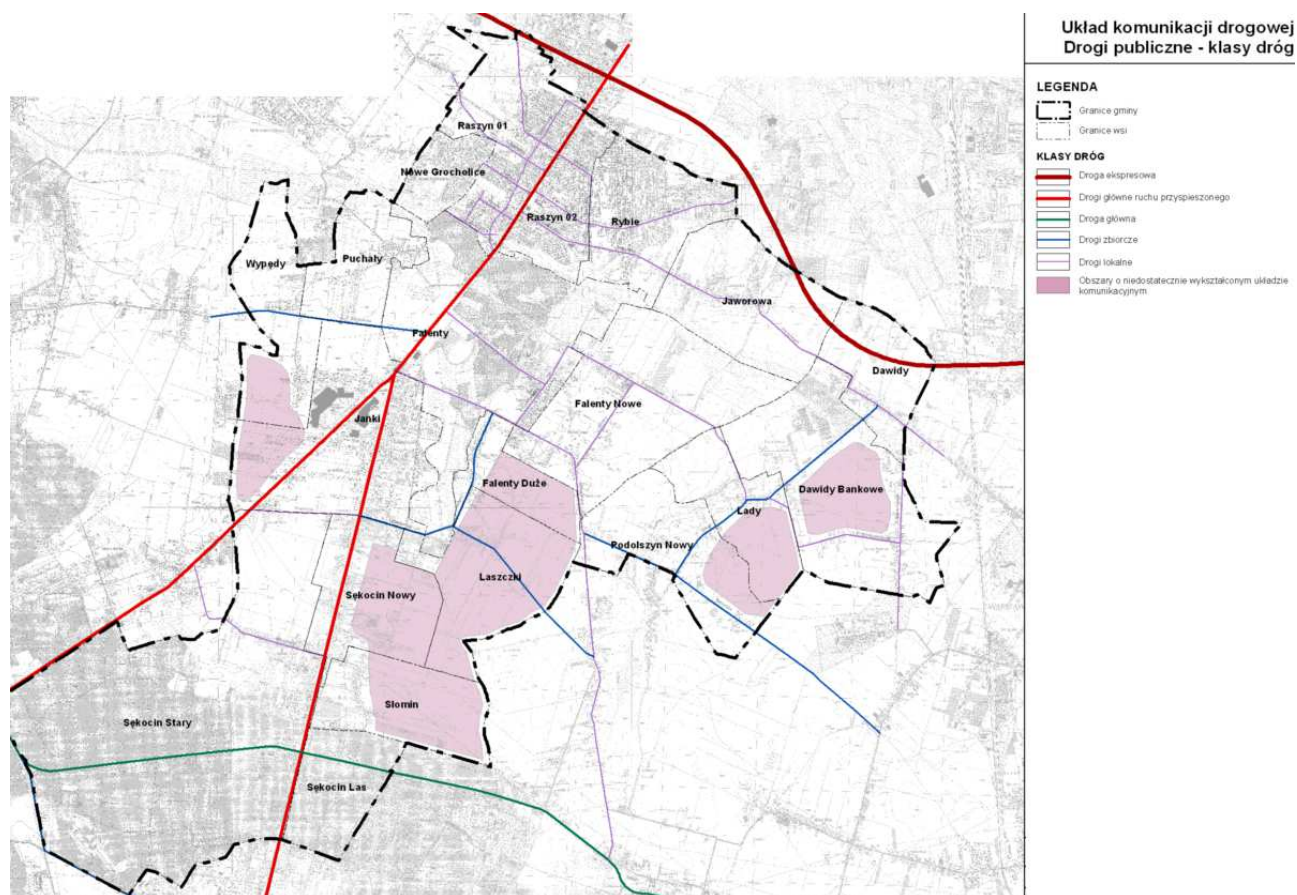 Układ komunikacji drogowej
Drogi publiczne - klasy dróg
LEGENDA
Granice gminy
Granice wsi
KLASY DRÓG
Droga ekspresowa
Drogi główne ruchu przyspieszonego
Droga główna
Drogi zbiorcze
Drogi lokalne
Obszary o niedostatecznie wykształconym układzie
komunikacyjnym
Raszyn 01
Nowe Grocholice
Raszyn 02
Rybie
Wypędy
Puchały
Jaworowa
Falenty
Dawidy
Falenty Nowe
Janki
Falenty Duże
Dawidy Bankowe
Łady
Podolszyn Nowy
Laszczki
Sękocin Nowy
Słomin
Sękocin Stary
Sękocin Las